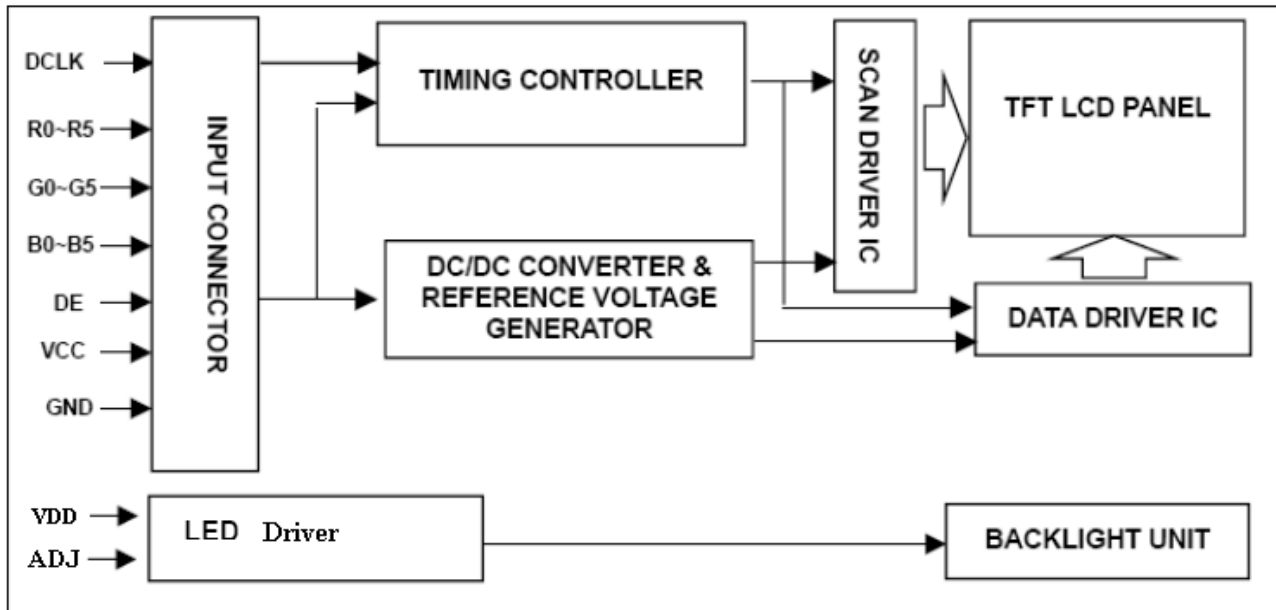 DCLK
R0~R5
G0~G5
B0~B5
DE
VCC
GND
INPUT CONNECTOR
TIMING CONTROLLER
DC/DC CONVERTER &
REFERENCE VOLTAGE
GENERATOR
SCAN DRIVER IC
TFT LCD PANEL
DATA DRIVER IC
VDD
ADJ
LED Driver
BACKLIGHT UNIT